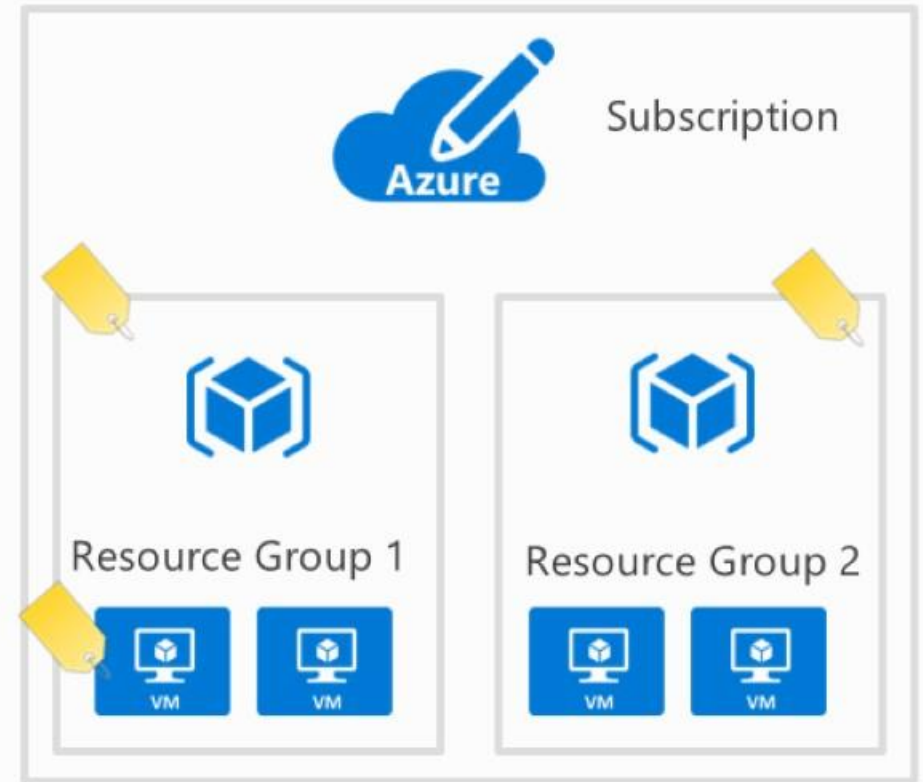 Azure
Subscription
Resource Group 1
VM
VM
Resource Group 2
VM
VM